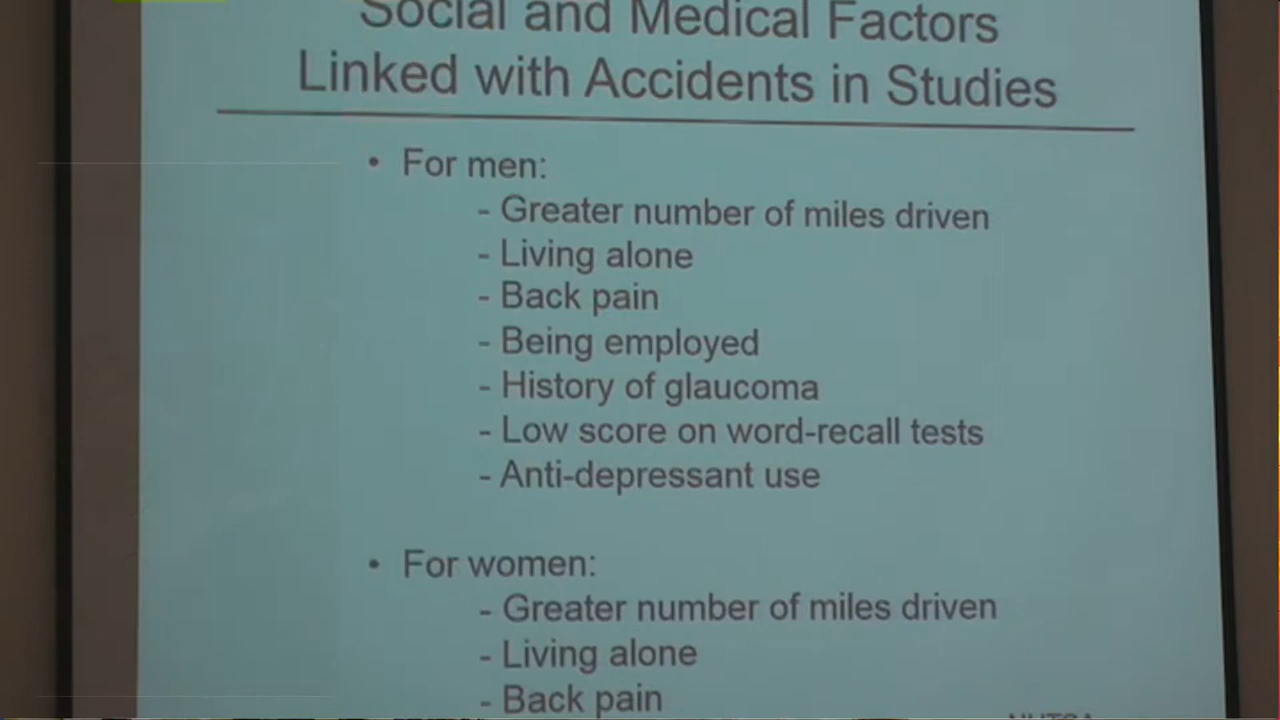 Social and Medical Factors
Linked with Accidents in Studies
• For men:
- Greater number of miles driven
- Living alone
- Back pain
- Being employed
- History of glaucoma
- Low score on word-recall tests
- Anti-depressant use
• For women:
- Greater number of miles driven
- Living alone
- Back pain